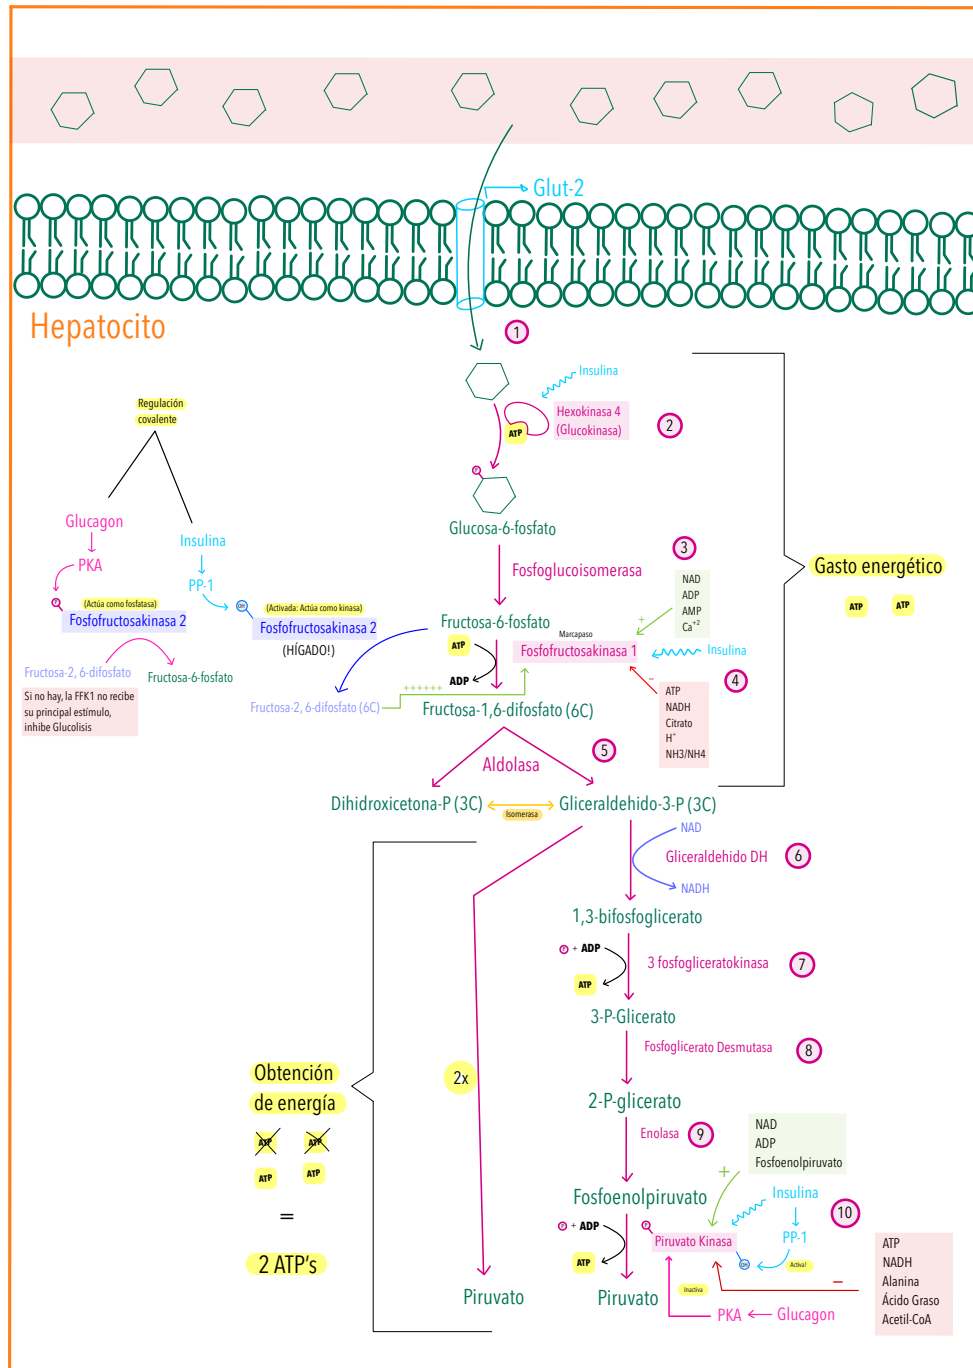 Glut-2
Hepatocito
1
Insulina
Hexokinasa 4
(Glucokinasa)
ATP
2
P
Glucosa-6-fosfato
Regulación
covalente
Glucagon
PKA
P
(Actúa como fosfatasa)
Fosfofructosakinasa 2
Fructosa-2, 6-difosfato
Fructosa-6-fosfato
Si no hay, la FFK1 no recibe
su principal estímulo,
inhibe Glucolisis
Insulina
PP-1
OH
(Activada: Actúa como kinasa)
Fosfofructosakinasa 2
(HÍGADO!)
Fosfoglucoisomerasa
3
NAD
ADP
AMP
Ca+2
+
Gasto energético
ATP
ATP
Fructosa-6-fosfato
ATP
ADP
Marcapaso
Fosfofructosakinasa 1
Insulina
4
−
ATP
NADH
Citrato
H+
NH3/NH4
Fructosa-2, 6-difosfato (6C)
++++++
Fructosa-1,6-difosfato (6C)
5
Aldolasa
Dihidroxicetona-P (3C)
Isomerasa
Gliceraldehido-3-P (3C)
NAD
Gliceraldehido DH
6
NADH
1,3-bifosfoglicerato
P + ADP
ATP
3 fosfogliceratokinasa
7
3-P-Glicerato
Fosfoglicerato Desmutasa
8
2-P-glicerato
Enolasa
9
Fosfoenolpiruvato
P + ADP
ATP
Piruvato
2x
Piruvato
Obtención
de energía
ATP
ATP
ATP
ATP
=
2 ATP's
NAD
ADP
Fosfoenolpiruvato
+
Insulina
10
PP-1
P
Piruvato Kinasa
OH
Activa!
Inactiva
PKA
Glucagon
−
ATP
NADH
Alanina
Ácido Graso
Acetil-CoA